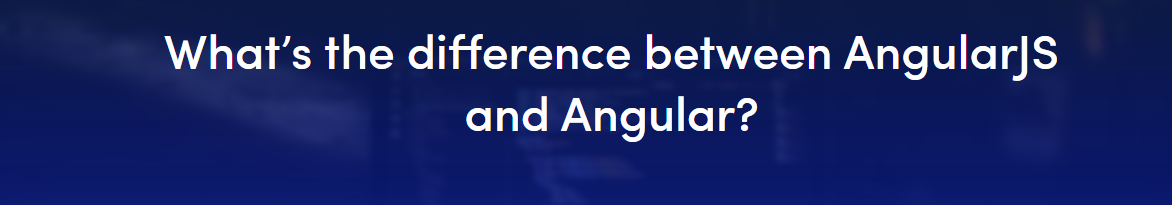 What’s the difference between AngularJS
and Angular?